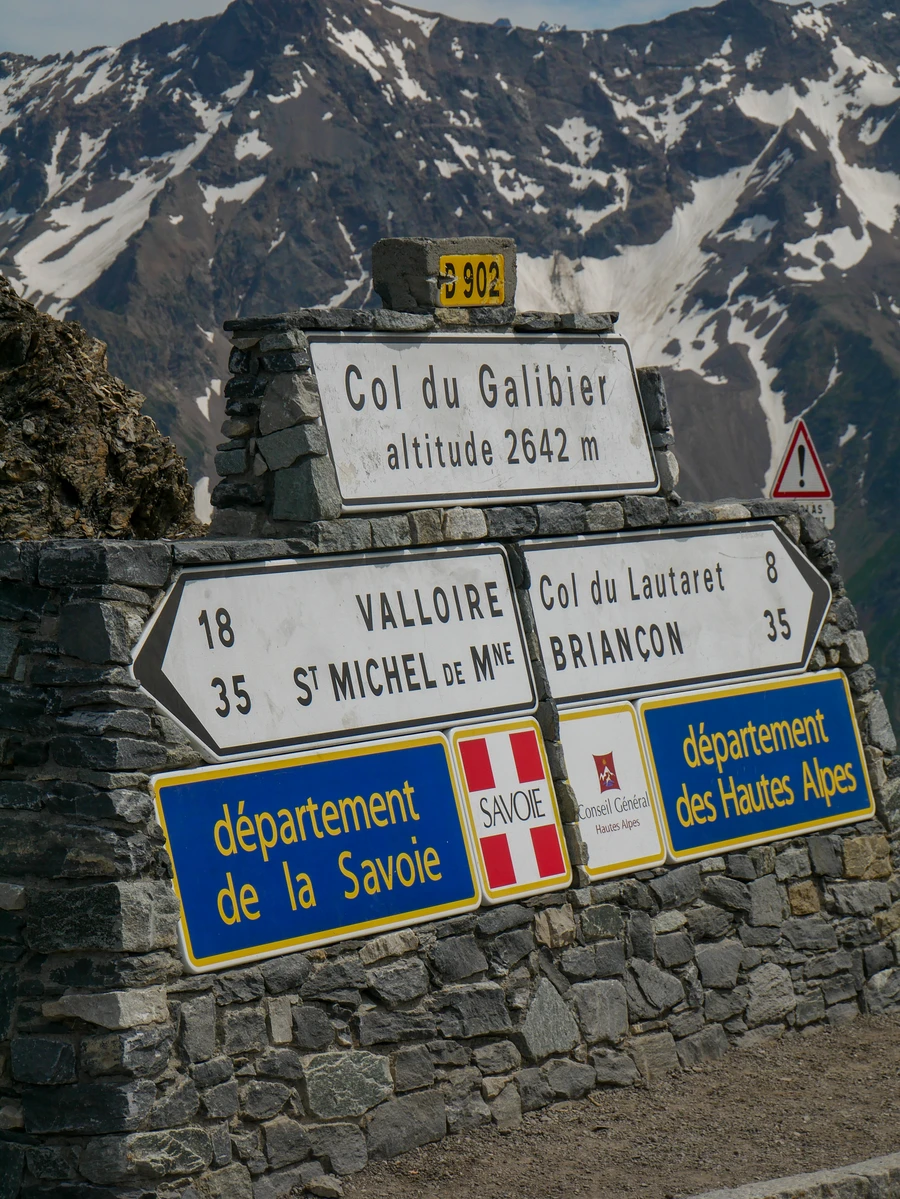 D 902
Col du Galibier
altitude 2642 m
18 VALLOIRE
35 ST MICHEL DE MNE
Col du Lautaret 8
BRIANÇON 35
département
de la Savoie
SAVOIE
Conseil Général
Hautes Alpes
département
des Hautes Alpes